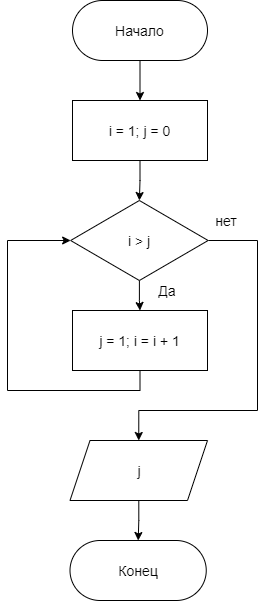 Начало
i = 1; j = 0
i > j
нет
Да
j = 1; i = i + 1
j
Конец